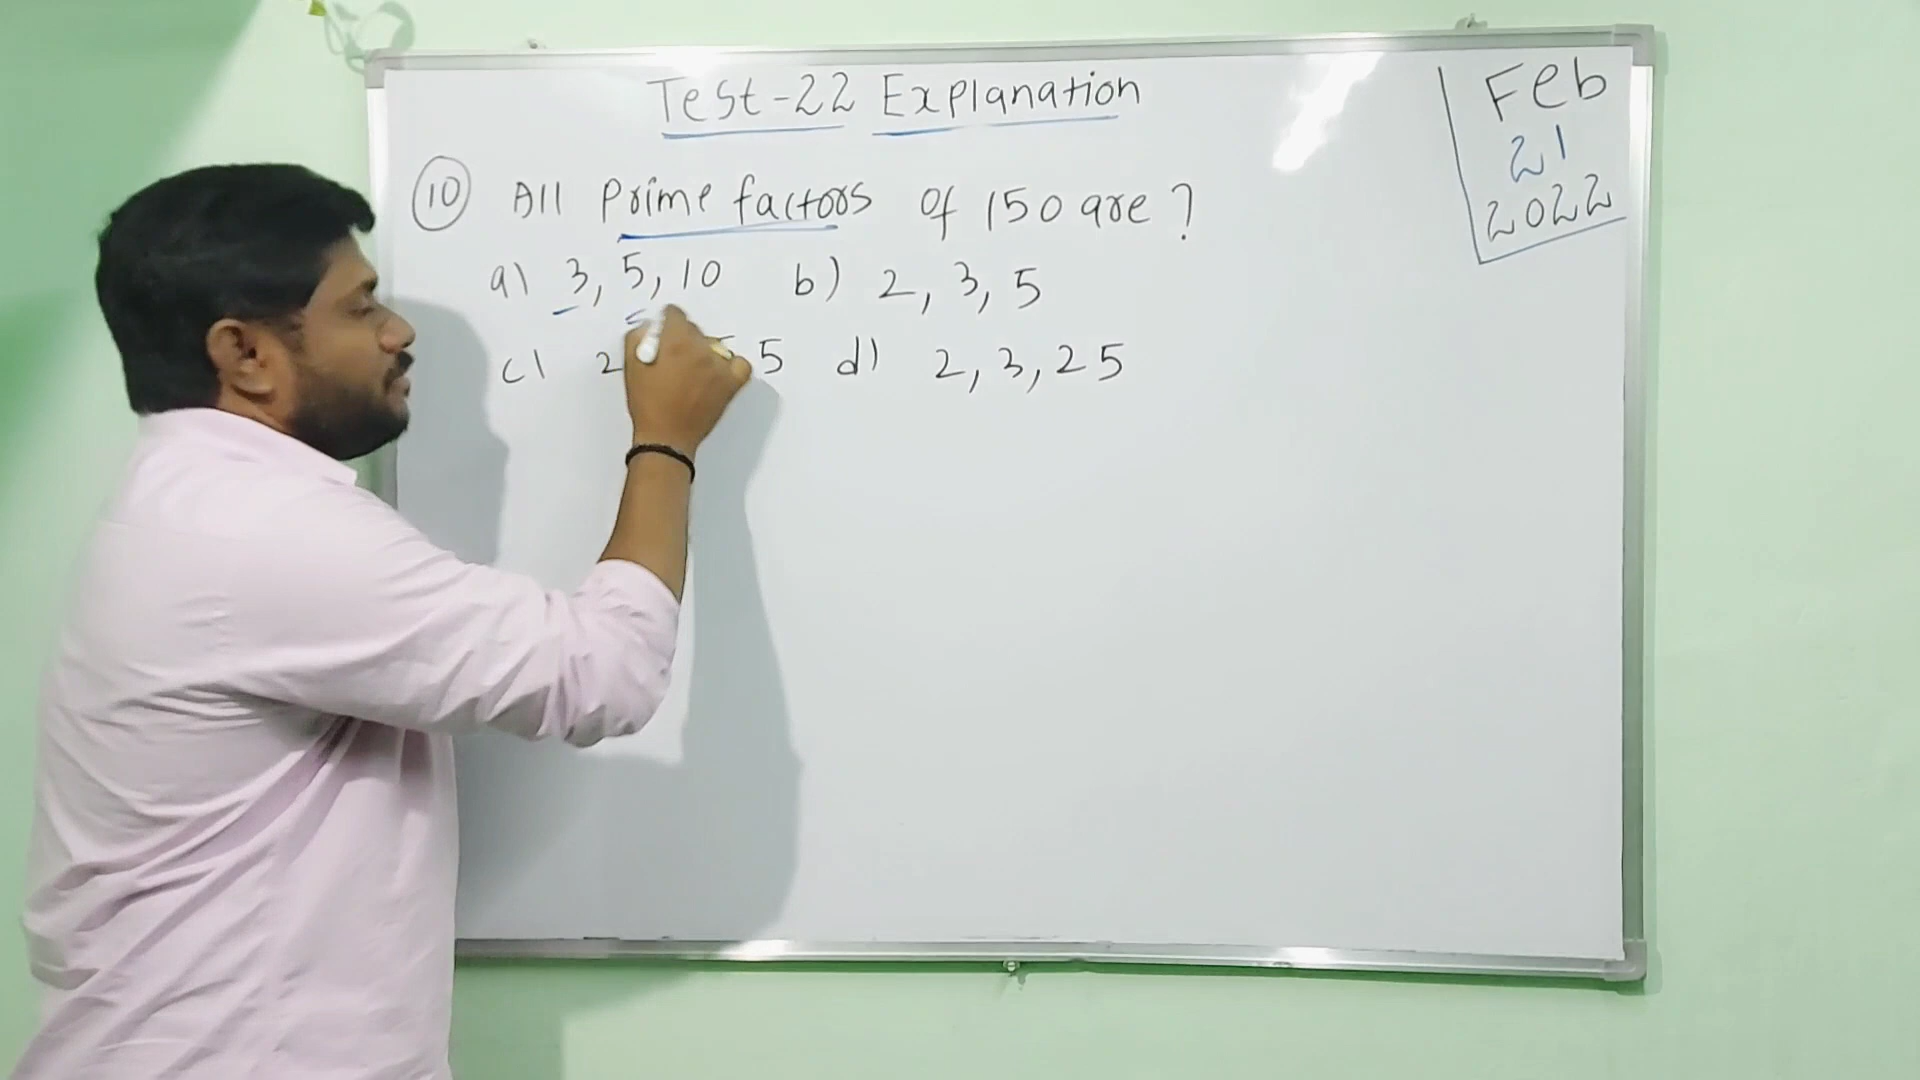 Test-22 Explanation
Feb
21
2022
10 All prime factors of 150 are ?
a) 3, 5, 10 b) 2, 3, 5
c) 2 5 d) 2, 3, 25